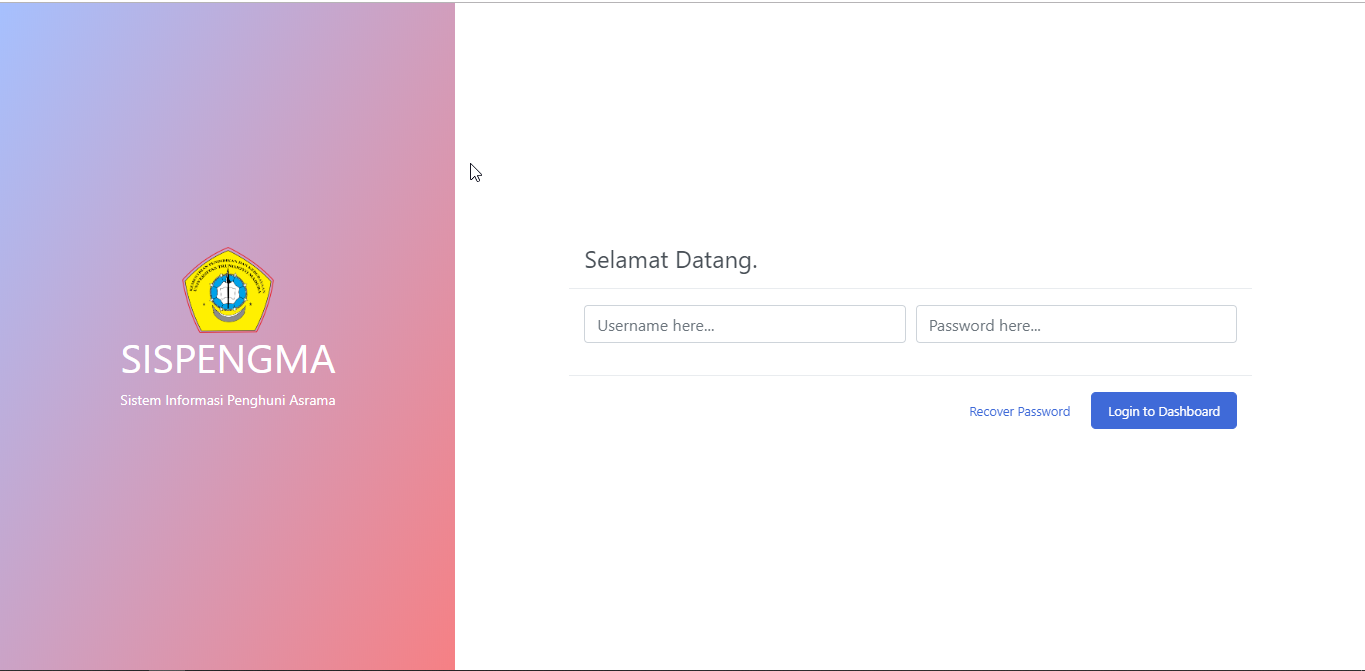 SISPENGMA
Sistem Informasi Penghuni Asrama
Selamat Datang.
Username here...
Password here...
Recover Password
Login to Dashboard